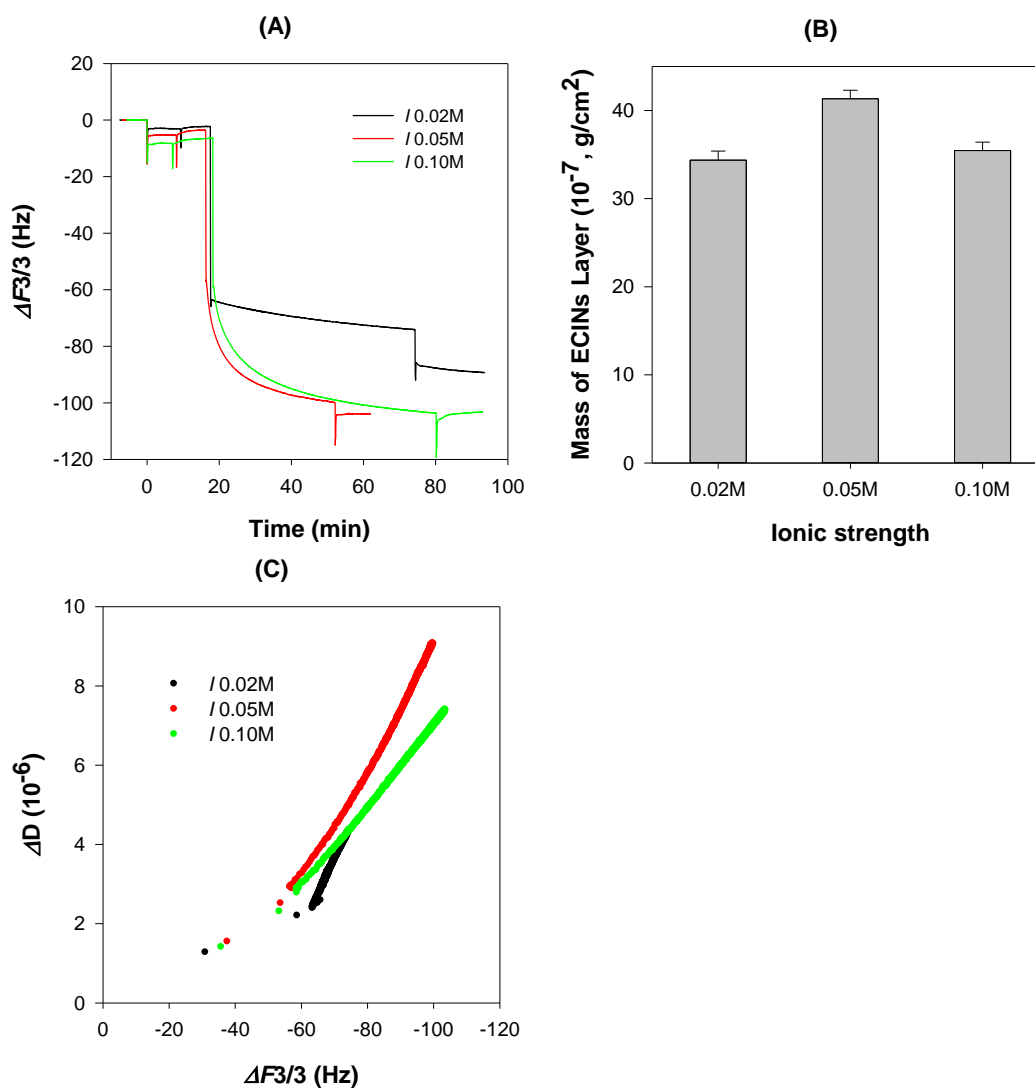 (A)
20
0
-20
-40
-60
-80
-100
-120
ΔF3/3 (Hz)
0 20 40 60 80 100
Time (min)
I 0.02M
I 0.05M
I 0.10M
(B)
40
30
20
10
0
Mass of ECINs Layer (10-7, g/cm2)
0.02M 0.05M 0.10M
Ionic strength
(C)
10
8
6
4
2
0
ΔD (10-6)
I 0.02M
I 0.05M
I 0.10M
0 -20 -40 -60 -80 -100 -120
ΔF3/3 (Hz)